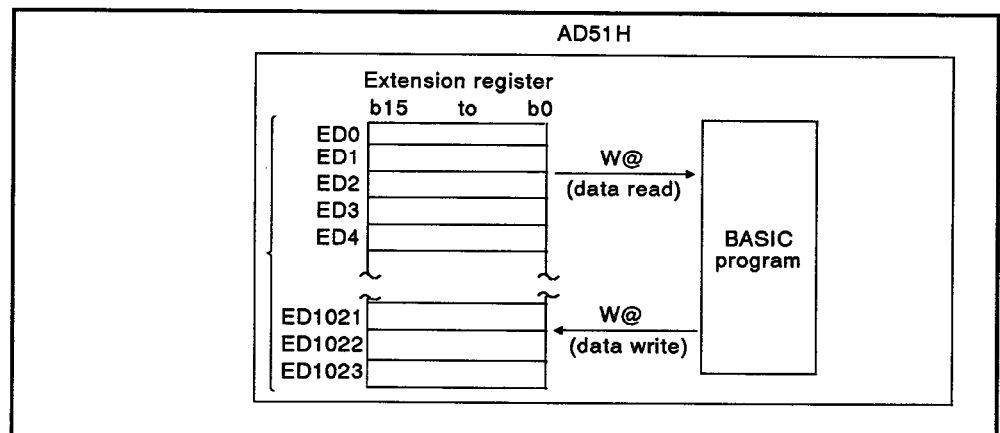 AD51H
Extension register
b15 to b0
ED0
ED1
ED2
ED3
ED4
ED1021
ED1022
ED1023
W@
(data read)
W@
(data write)
BASIC
program